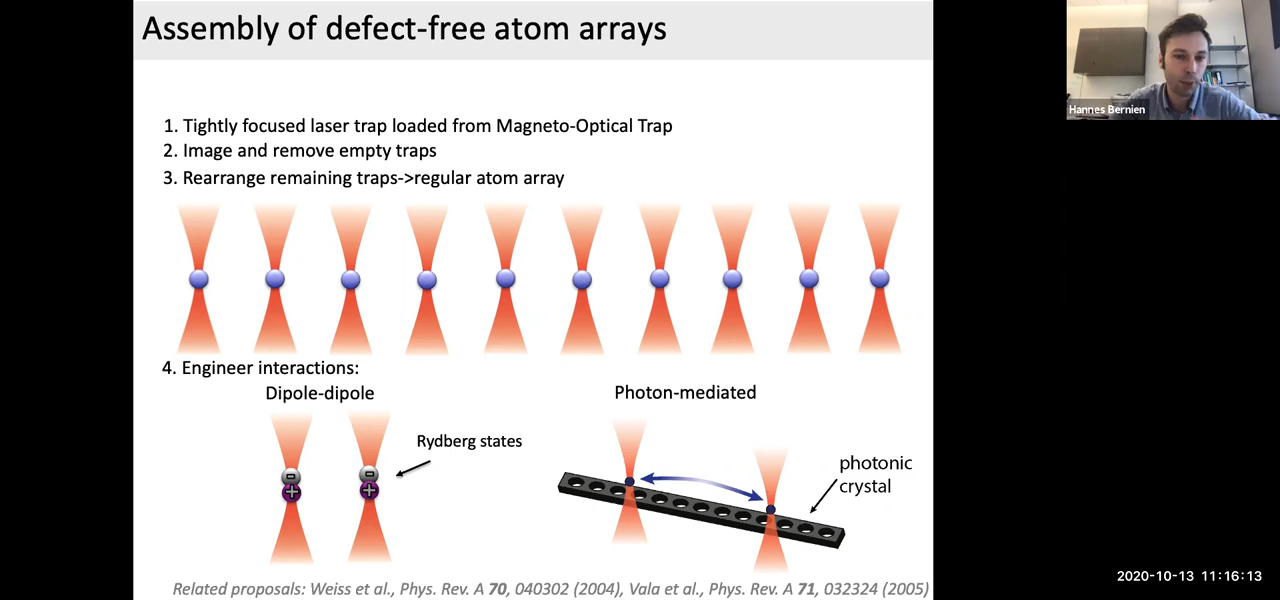 Assembly of defect-free atom arrays
Hannes Bernien
1. Tightly focused laser trap loaded from Magneto-Optical Trap
2. Image and remove empty traps
3. Rearrange remaining traps->regular atom array
4. Engineer interactions:
Dipole-dipole
Photon-mediated
Rydberg states
photonic
crystal
- -
+ +
Related proposals: Weiss et al., Phys. Rev. A 70, 040302 (2004), Vala et al., Phys. Rev. A 71, 032324 (2005)
2020-10-13 11:16:13